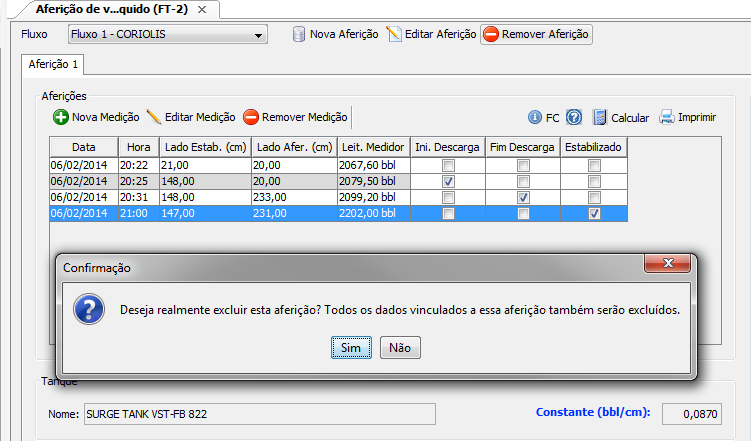 Aferição de v...quido (FT-2)
Fluxo Fluxo 1 - CORIOLIS Nova Aferição Editar Aferição Remover Aferição
Aferição 1
Aferições
Nova Medição Editar Medição Remover Medição FC Calcular Imprimir
Data Hora Lado Estab. (cm) Lado Afer. (cm) Leit. Medidor Ini. Descarga Fim Descarga Estabilizado
06/02/2014 20:22 21,00 20,00 2067,60 bbl
06/02/2014 20:25 148,00 20,00 2079,50 bbl
06/02/2014 20:31 148,00 233,00 2099,20 bbl
06/02/2014 21:00 147,00 231,00 2202,00 bbl
Confirmação
Deseja realmente excluir esta aferição? Todos os dados vinculados a essa aferição também serão excluídos.
Sim Não
Tanque
Nome: SURGE TANK VST-FB 822 Constante (bbl/cm): 0,0870